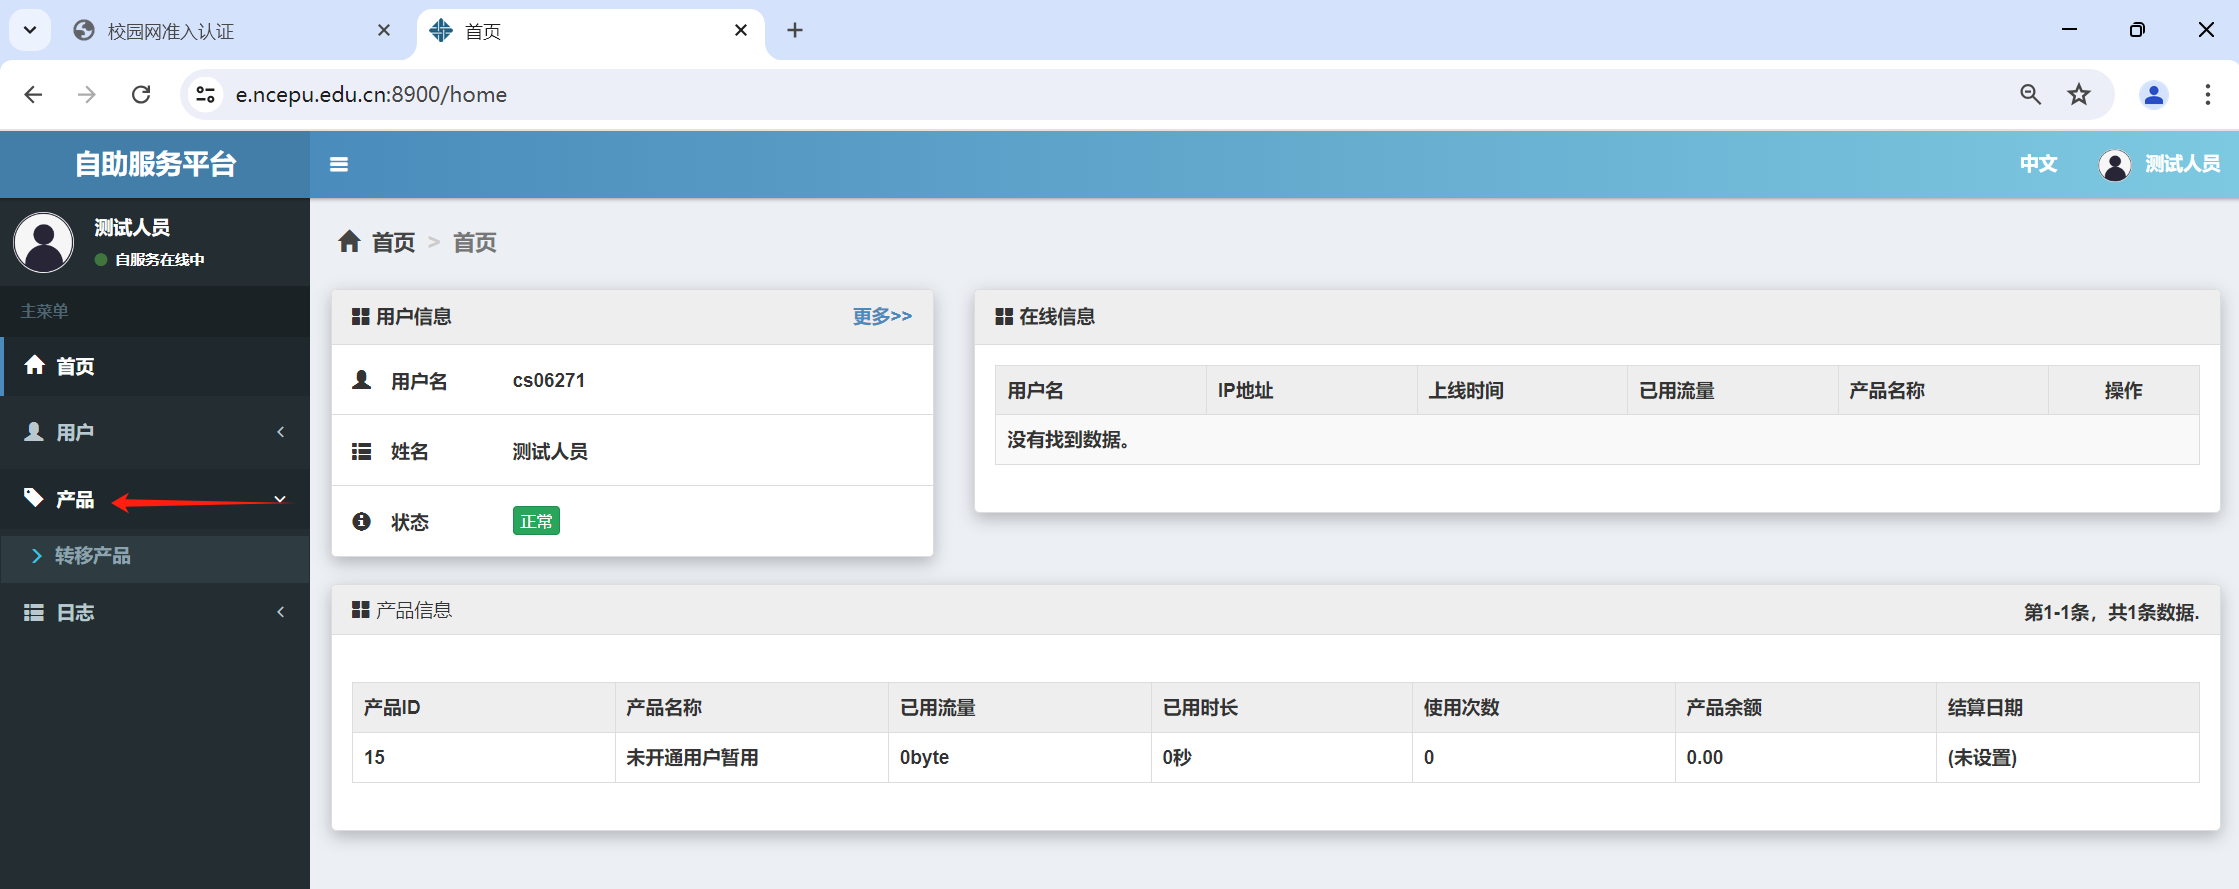 校园网准入认证
首页
e.ncepu.edu.cn:8900/home
自助服务平台
中文
测试人员
测试人员
自服务在线中
主菜单
首页
用户
产品
转移产品
日志
首页 > 首页
用户信息 更多>>
用户名 cs06271
姓名 测试人员
状态 正常
在线信息
用户名 IP地址 上线时间 已用流量 产品名称 操作
没有找到数据。
产品信息 第1-1条，共1条数据.
产品ID 产品名称 已用流量 已用时长 使用次数 产品余额 结算日期
15 未开通用户暂用 0byte 0秒 0 0.00 (未设置)